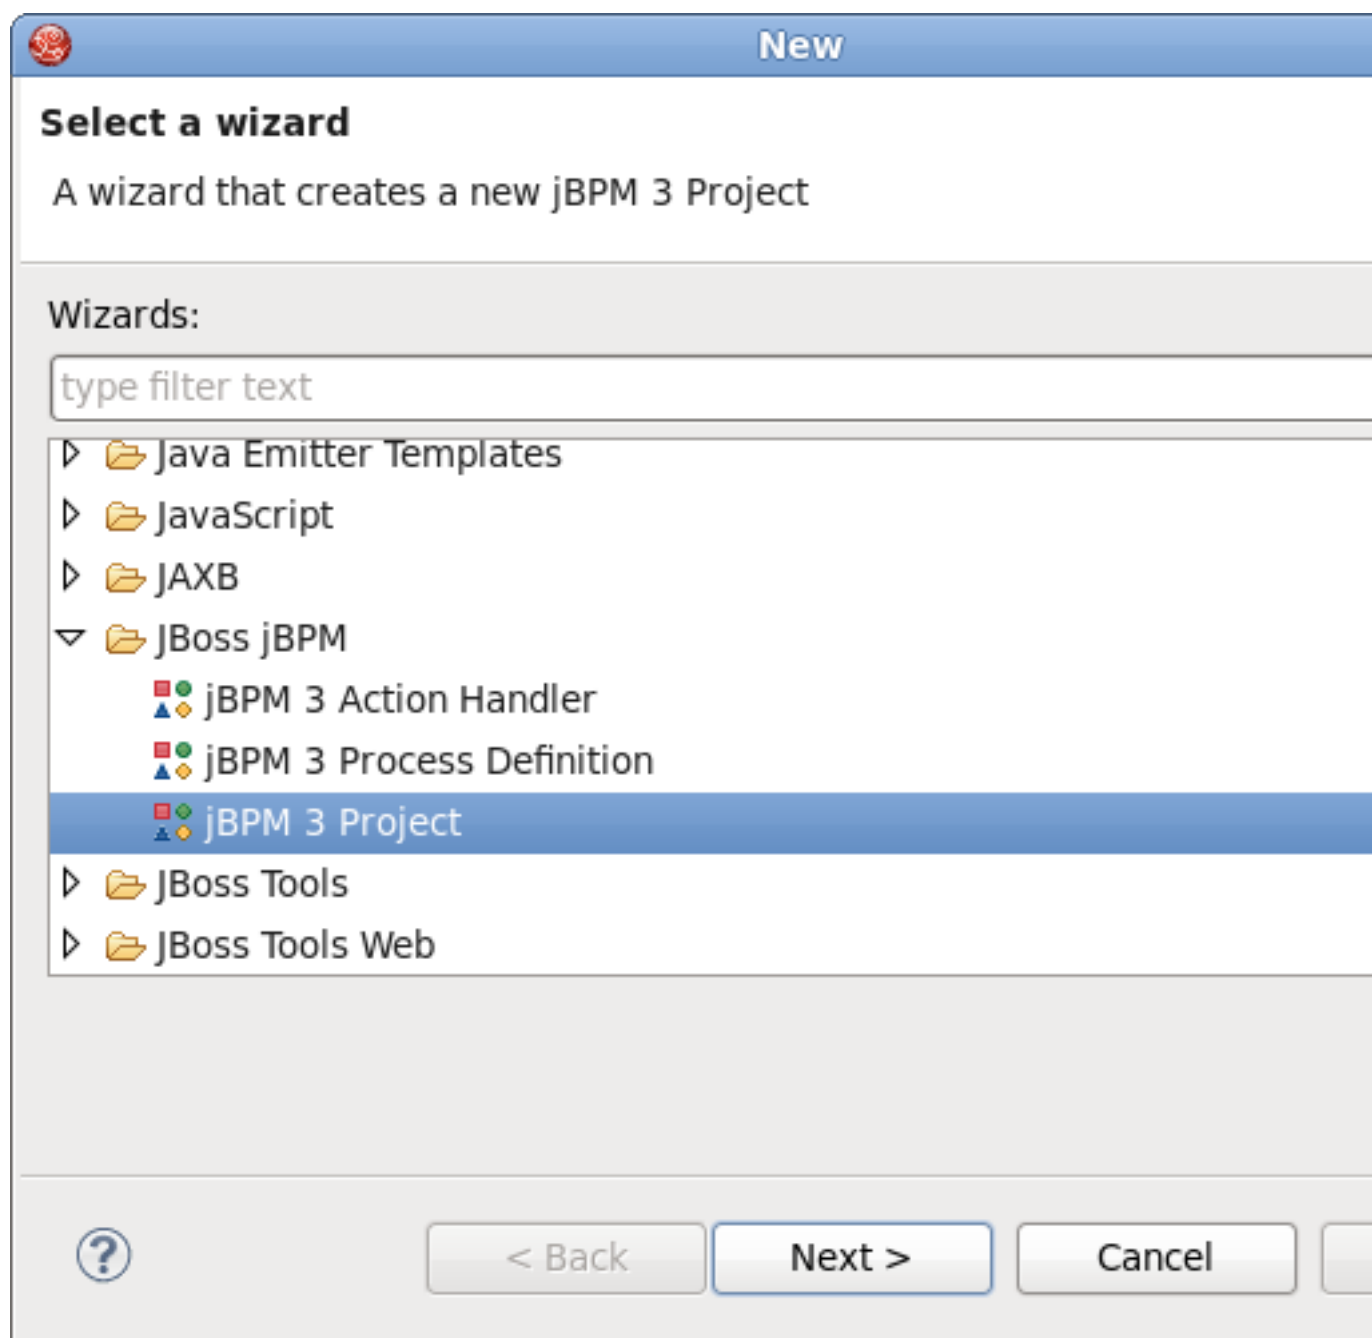 New
Select a wizard
A wizard that creates a new jBPM 3 Project
Wizards:
type filter text
Java Emitter Templates
JavaScript
JAXB
JBoss jBPM
jBPM 3 Action Handler
jBPM 3 Process Definition
jBPM 3 Project
JBoss Tools
JBoss Tools Web
? < Back Next > Cancel